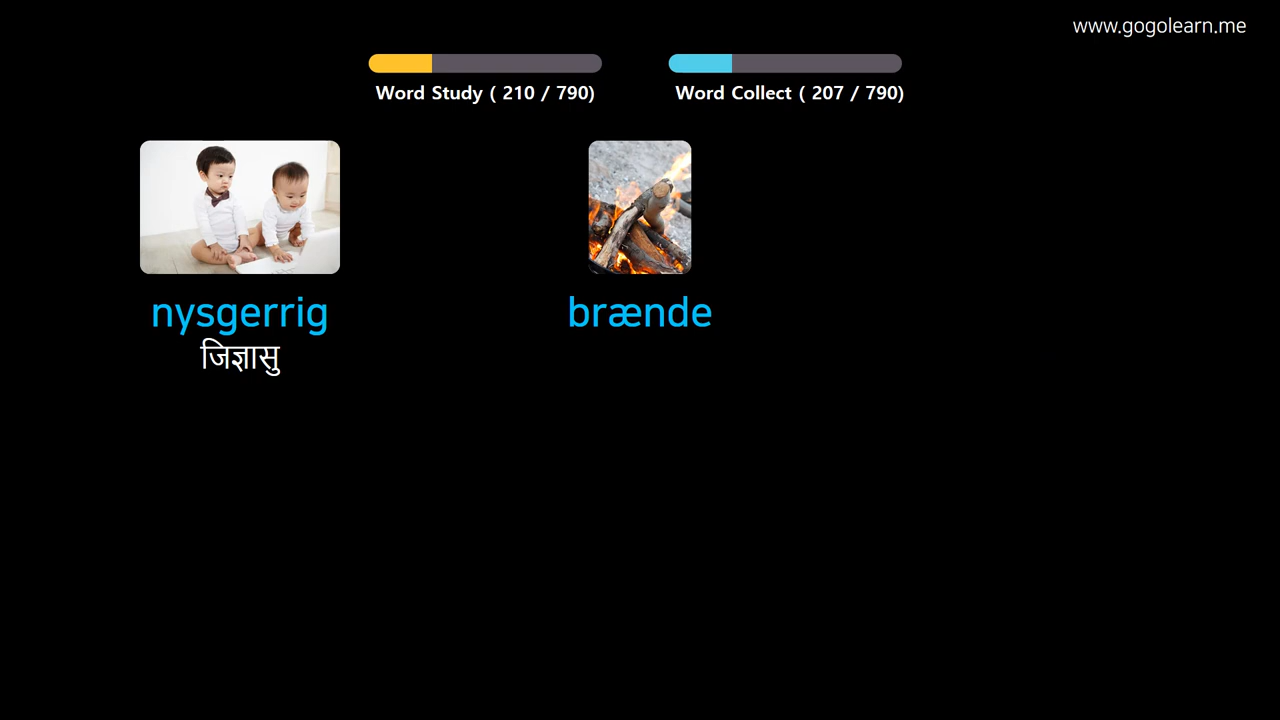 www.gogolearn.me
Word Study ( 210 / 790)
Word Collect ( 207 / 790)
nysgerrig
जिज्ञासु
brænde